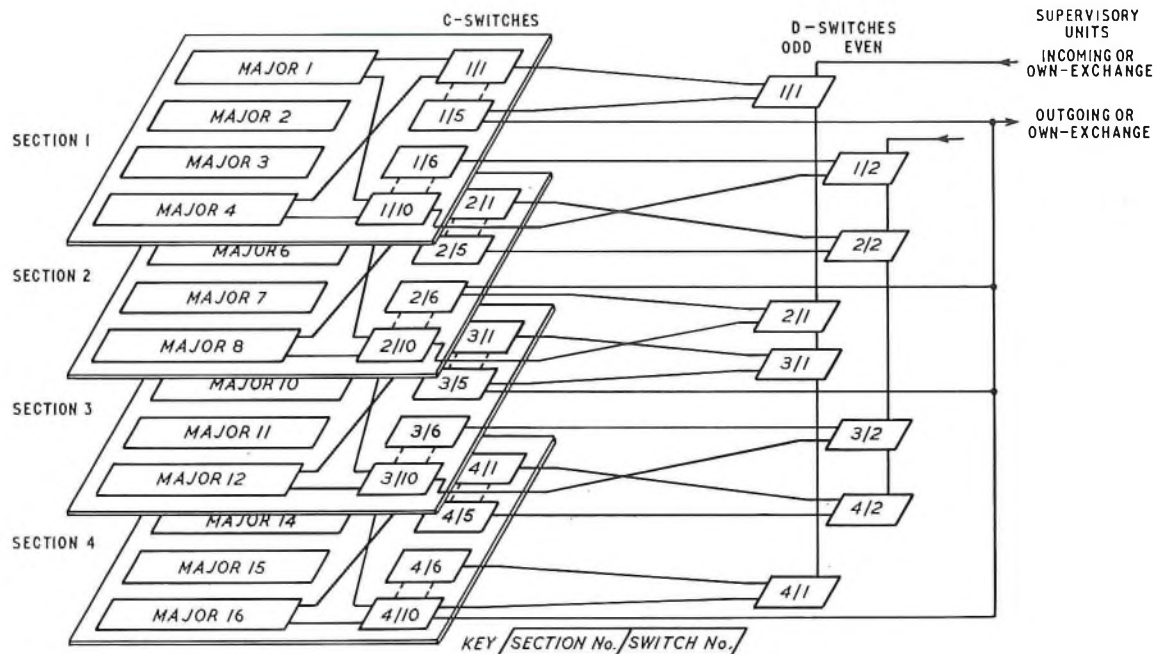 C-SWITCHES
D-SWITCHES
ODD EVEN
SUPERVISORY
UNITS
INCOMING OR
OWN-EXCHANGE
OUTGOING OR
OWN-EXCHANGE
SECTION 1
MAJOR 1
MAJOR 2
MAJOR 3
MAJOR 4
1/1
1/5
1/6
1/10
1/1
1/2
SECTION 2
MAJOR 6
MAJOR 7
MAJOR 8
2/1
2/5
2/6
2/10
2/2
2/1
SECTION 3
MAJOR 10
MAJOR 11
MAJOR 12
3/1
3/5
3/6
3/10
3/1
3/2
SECTION 4
MAJOR 14
MAJOR 15
MAJOR 16
4/1
4/5
4/6
4/10
4/2
4/1
KEY /SECTION No./SWITCH No./